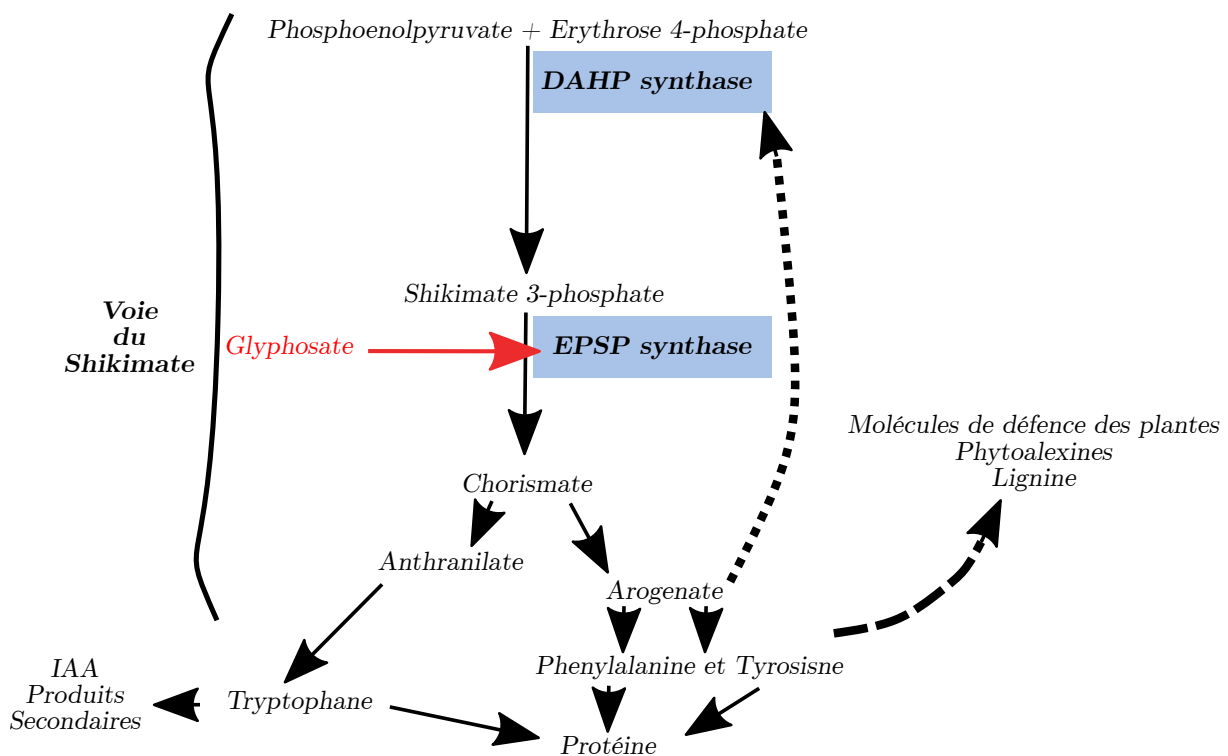 Phosphoenolpyruvate + Erythrose 4-phosphate
DAHP synthase
Shikimate 3-phosphate
Voie
du
Shikimate
Glyphosate
EPSP synthase
Molécules de défence des plantes
Phytoalexines
Lignine
Chorismate
Anthranilate
Arogenate
Phenylalanine et Tyrosisne
IAA
Produits
Secondaires
Tryptophane
Protéine